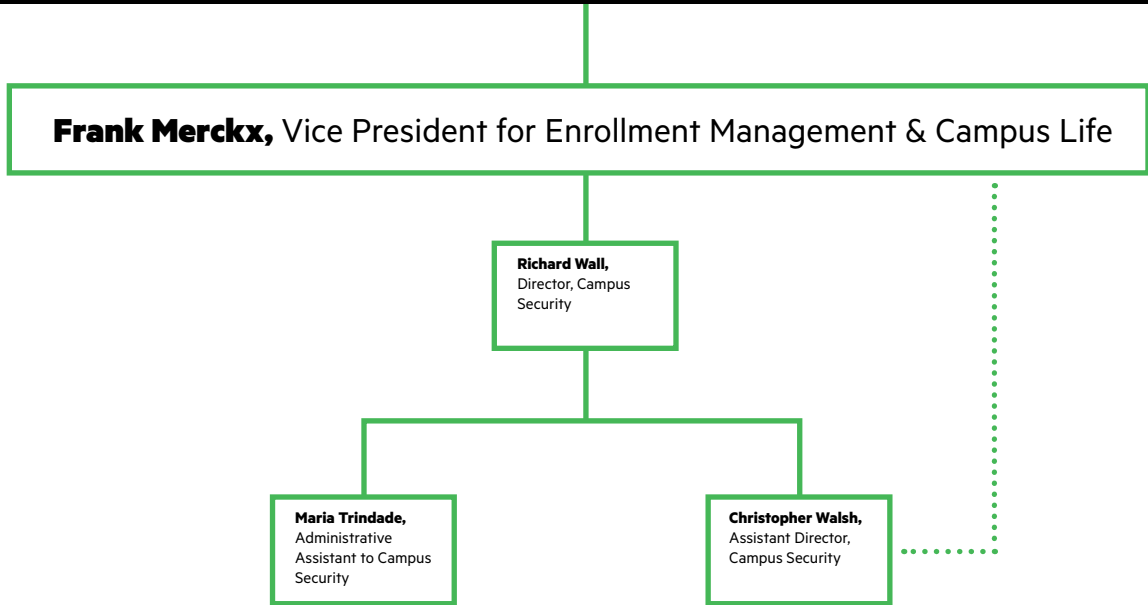 Frank Merckx, Vice President for Enrollment Management & Campus Life
Richard Wall,
Director, Campus
Security
Maria Trindade,
Administrative
Assistant to Campus
Security
Christopher Walsh,
Assistant Director,
Campus Security